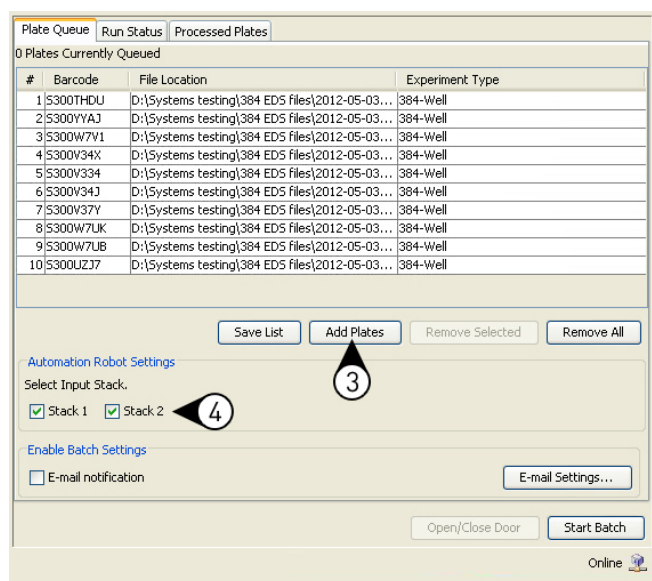 Plate Queue Run Status Processed Plates
0 Plates Currently Queued
# Barcode File Location Experiment Type
1 S300THDU D:\Systems testing\384 EDS files\2012-05-03... 384-Well
2 S300YYAJ D:\Systems testing\384 EDS files\2012-05-03... 384-Well
3 S300W7V1 D:\Systems testing\384 EDS files\2012-05-03... 384-Well
4 S300V34X D:\Systems testing\384 EDS files\2012-05-03... 384-Well
5 S300V334 D:\Systems testing\384 EDS files\2012-05-03... 384-Well
6 S300V34J D:\Systems testing\384 EDS files\2012-05-03... 384-Well
7 S300V37Y D:\Systems testing\384 EDS files\2012-05-03... 384-Well
8 S300W7UK D:\Systems testing\384 EDS files\2012-05-03... 384-Well
9 S300W7UB D:\Systems testing\384 EDS files\2012-05-03... 384-Well
10 S300UZJ7 D:\Systems testing\384 EDS files\2012-05-03... 384-Well
Save List Add Plates Remove Selected Remove All
3
Automation Robot Settings
Select Input Stack.
Stack 1 Stack 2 4
Enable Batch Settings
E-mail notification E-mail Settings...
Open/Close Door Start Batch
Online